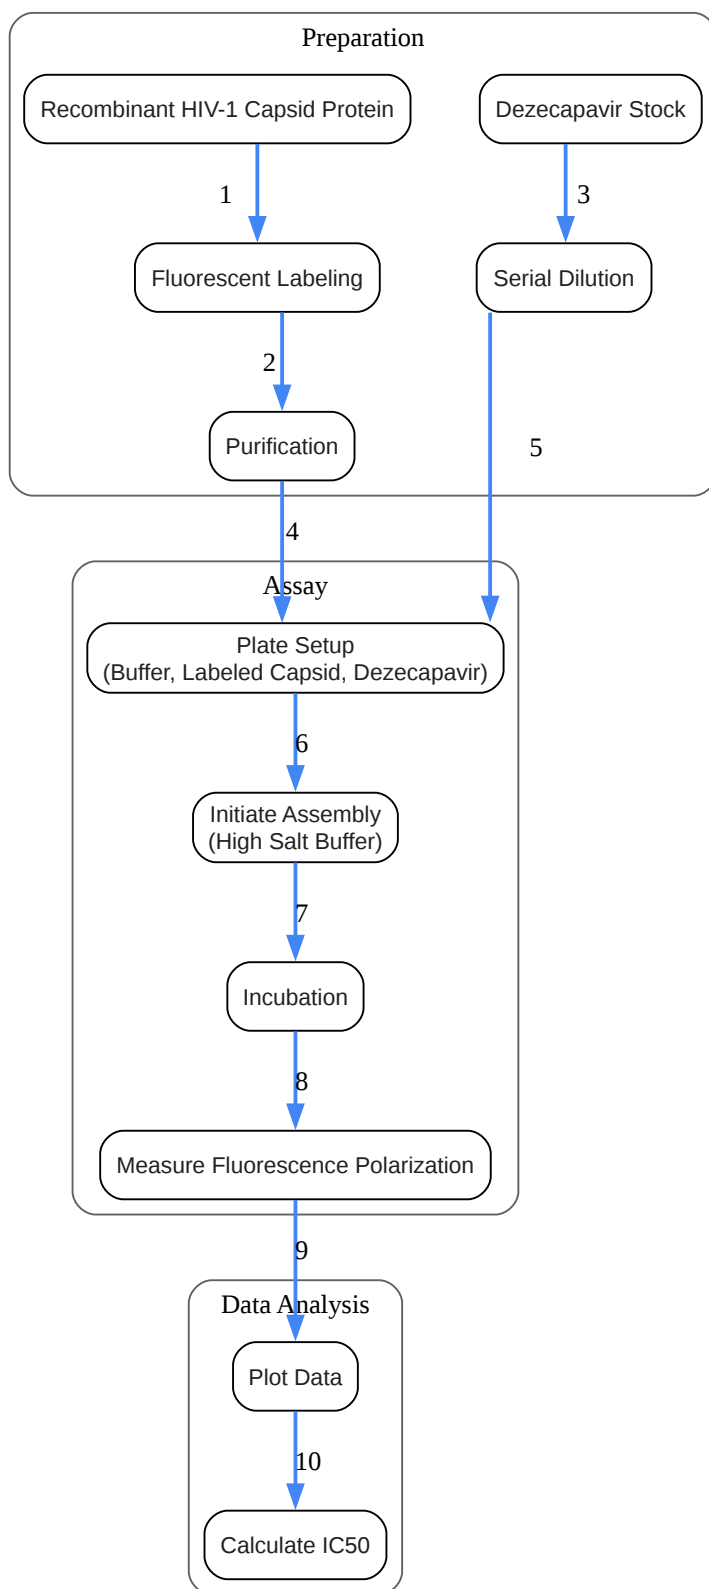 Preparation
Recombinant HIV-1 Capsid Protein
Dezecapavir Stock
1
3
Fluorescent Labeling
Serial Dilution
2
Purification
5
4
Assay
Plate Setup
(Buffer, Labeled Capsid, Dezecapavir)
6
Initiate Assembly
(High Salt Buffer)
7
Incubation
8
Measure Fluorescence Polarization
9
Data Analysis
Plot Data
10
Calculate IC50